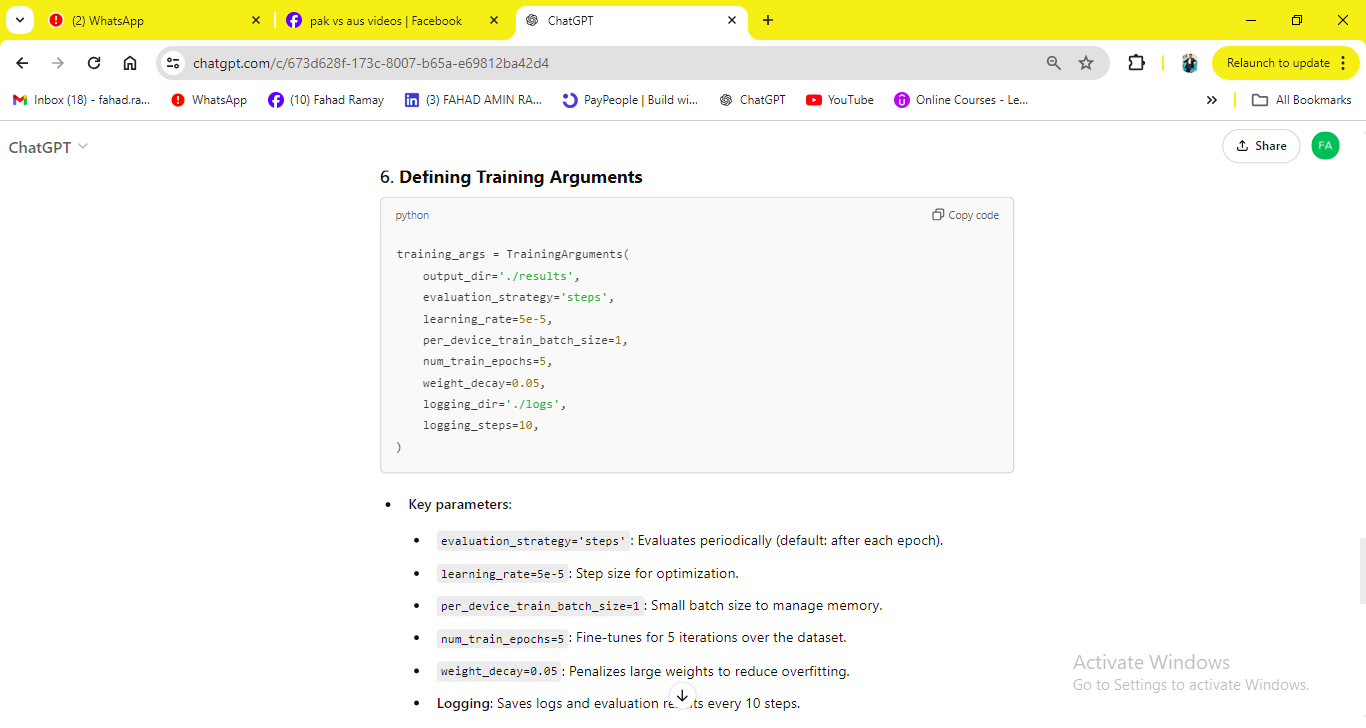 (2) WhatsApp
pak vs aus videos | Facebook
ChatGPT
chatgpt.com/c/673d628f-173c-8007-b65a-e69812ba42d4
Relaunch to update
Inbox (18) - fahad.ra...
WhatsApp
(10) Fahad Ramay
(3) FAHAD AMIN RA...
PayPeople | Build wi...
ChatGPT
YouTube
Online Courses - Le...
All Bookmarks
ChatGPT
Share
FA
6. Defining Training Arguments
python
Copy code
training_args = TrainingArguments(
    output_dir='./results',
    evaluation_strategy='steps',
    learning_rate=5e-5,
    per_device_train_batch_size=1,
    num_train_epochs=5,
    weight_decay=0.05,
    logging_dir='./logs',
    logging_steps=10,
)
• Key parameters:
• evaluation_strategy='steps' : Evaluates periodically (default: after each epoch).
• learning_rate=5e-5 : Step size for optimization.
• per_device_train_batch_size=1 : Small batch size to manage memory.
• num_train_epochs=5 : Fine-tunes for 5 iterations over the dataset.
• weight_decay=0.05 : Penalizes large weights to reduce overfitting.
• Logging: Saves logs and evaluation every 10 steps.
Activate Windows
Go to Settings to activate Windows.